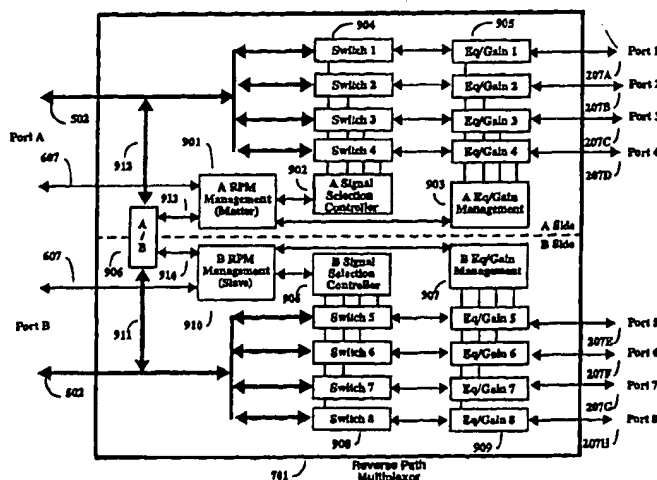 904
905
Switch 1
Eq/Gain 1
Port 1
207A
Switch 2
Eq/Gain 2
Port 2
207B
502
Switch 3
Eq/Gain 3
Port 3
207C
Port A
912
901
Switch 4
Eq/Gain 4
Port 4
207D
607
902
903
A RPM
Management
(Master)
A Signal
Selection
Controller
A Eq/Gain
Management
913
A Side
A / B
B Side
607
906
914
B RPM
Management
(Slave)
B Signal
Selection
Controller
B Eq/Gain
Management
907
Port B
910
911
Switch 5
Eq/Gain 5
Port 5
207E
Switch 6
Eq/Gain 6
Port 6
207F
502
Switch 7
Eq/Gain 7
Port 7
Switch 8
Eq/Gain 8
Port 8
207H
908
909
701
Reverse Path
Multiplexor